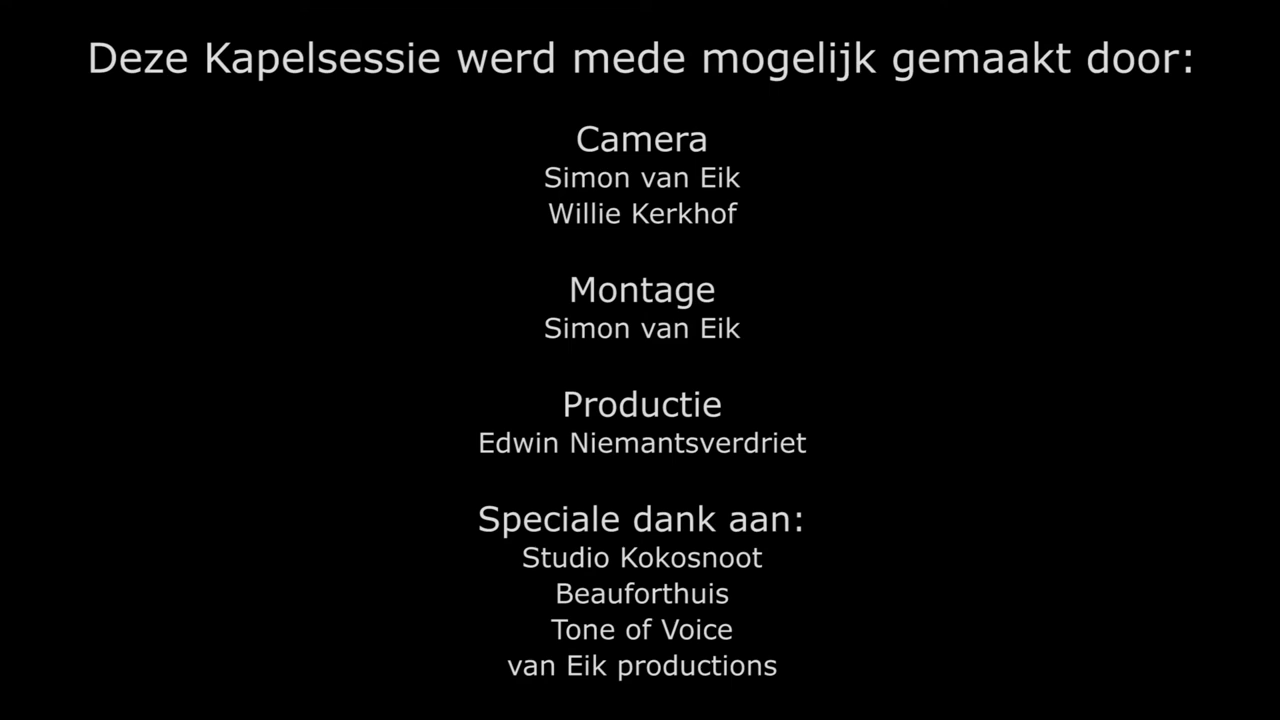 Deze Kapelsessie werd mede mogelijk gemaakt door:
Camera
Simon van Eik
Willie Kerkhof
Montage
Simon van Eik
Productie
Edwin Niemantsverdriet
Speciale dank aan:
Studio Kokosnoot
Beauforthuis
Tone of Voice
van Eik productions